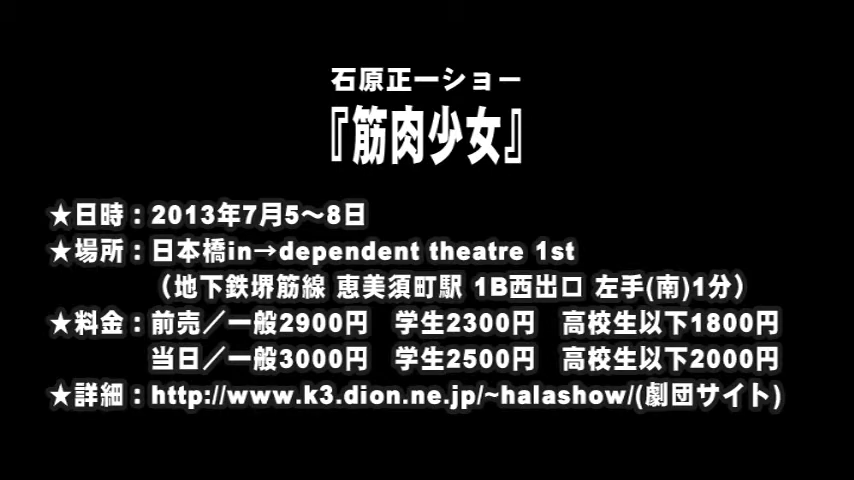 石原正一ショー
『筋肉少女』
★日時：2013年7月5〜8日
★場所：日本橋in→dependent theatre 1st
（地下鉄堺筋線 恵美須町駅 1B西出口 左手(南)1分）
★料金：前売／一般2900円　学生2300円　高校生以下1800円
当日／一般3000円　学生2500円　高校生以下2000円
★詳細：http://www.k3.dion.ne.jp/~halashow/(劇団サイト)